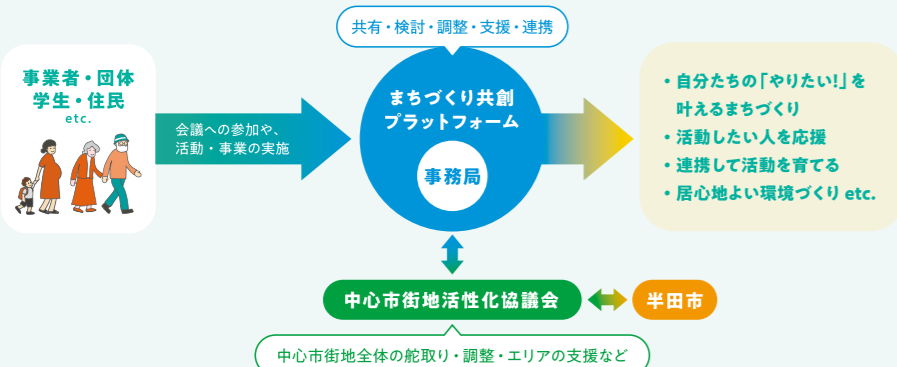 共有・検討・調整・支援・連携
事業者・団体
学生・住民
etc.
会議への参加や、
活動・事業の実施
まちづくり共創
プラットフォーム
事務局
・自分たちの「やりたい!」を
叶えるまちづくり
・活動したい人を応援
・連携して活動を育てる
・居心地よい環境づくり etc.
中心市街地活性化協議会
半田市
中心市街地全体の舵取り・調整・エリアの支援など